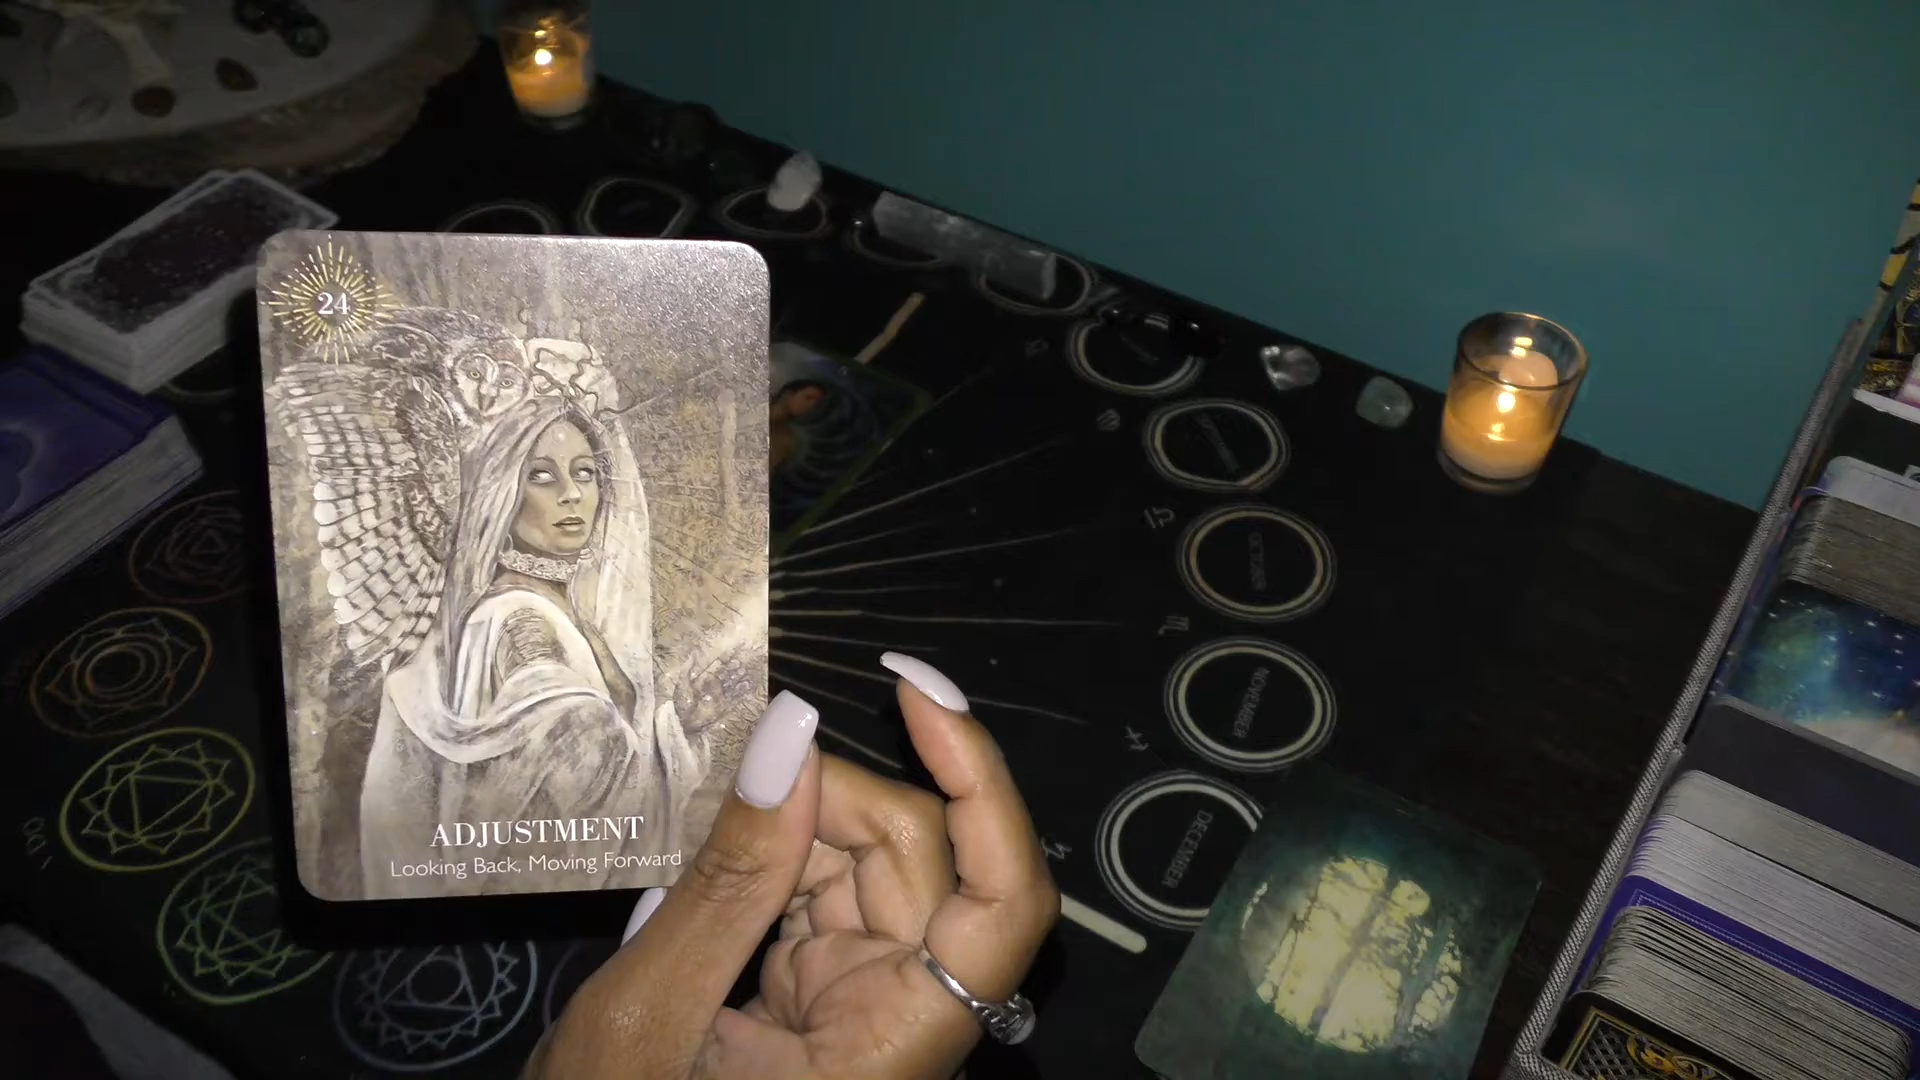 24
ADJUSTMENT
Looking Back, Moving Forward
OCTOBER
NOVEMBER
DECEMBER